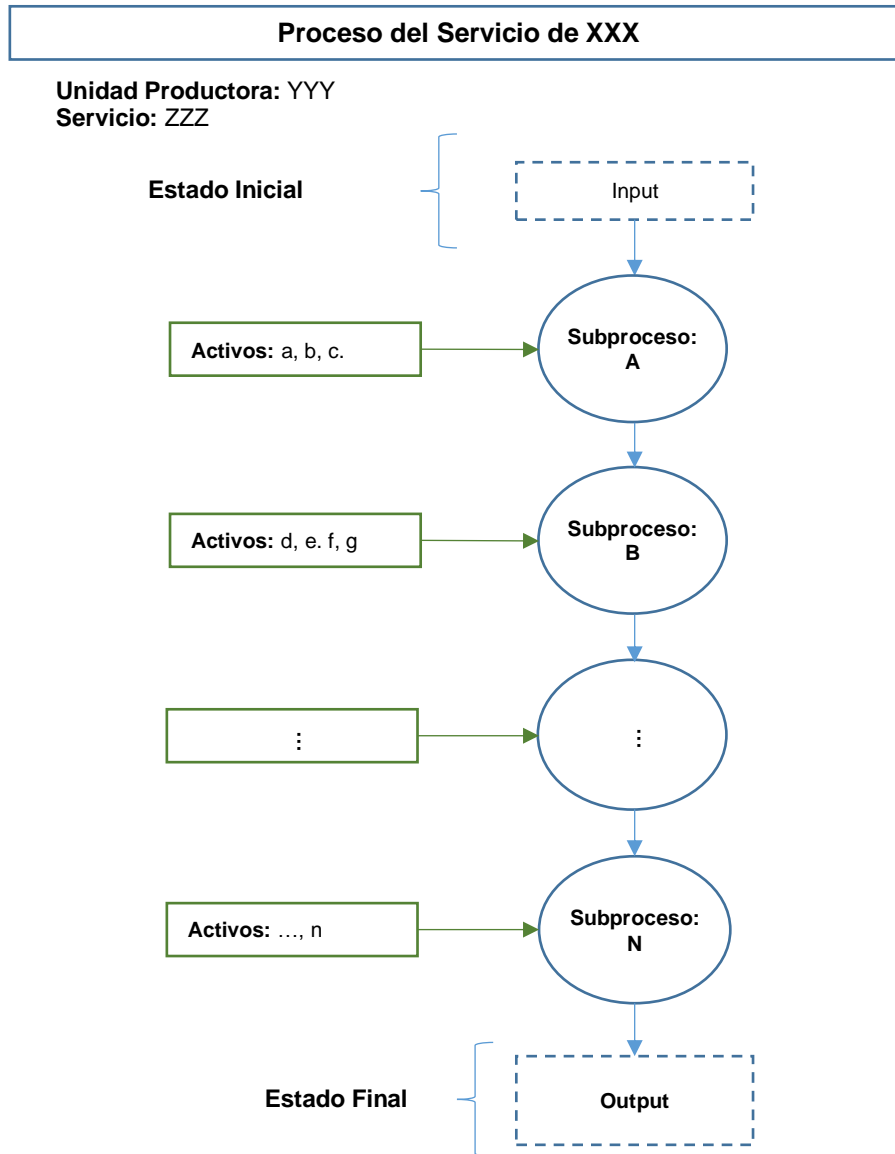 Proceso del Servicio de XXX
Unidad Productora: YYY
Servicio: ZZZ
Estado Inicial
Input
Activos: a, b, c.
Subproceso:
A
Activos: d, e. f, g
Subproceso:
B
⋮
⋮
Activos: …, n
Subproceso:
N
Estado Final
Output